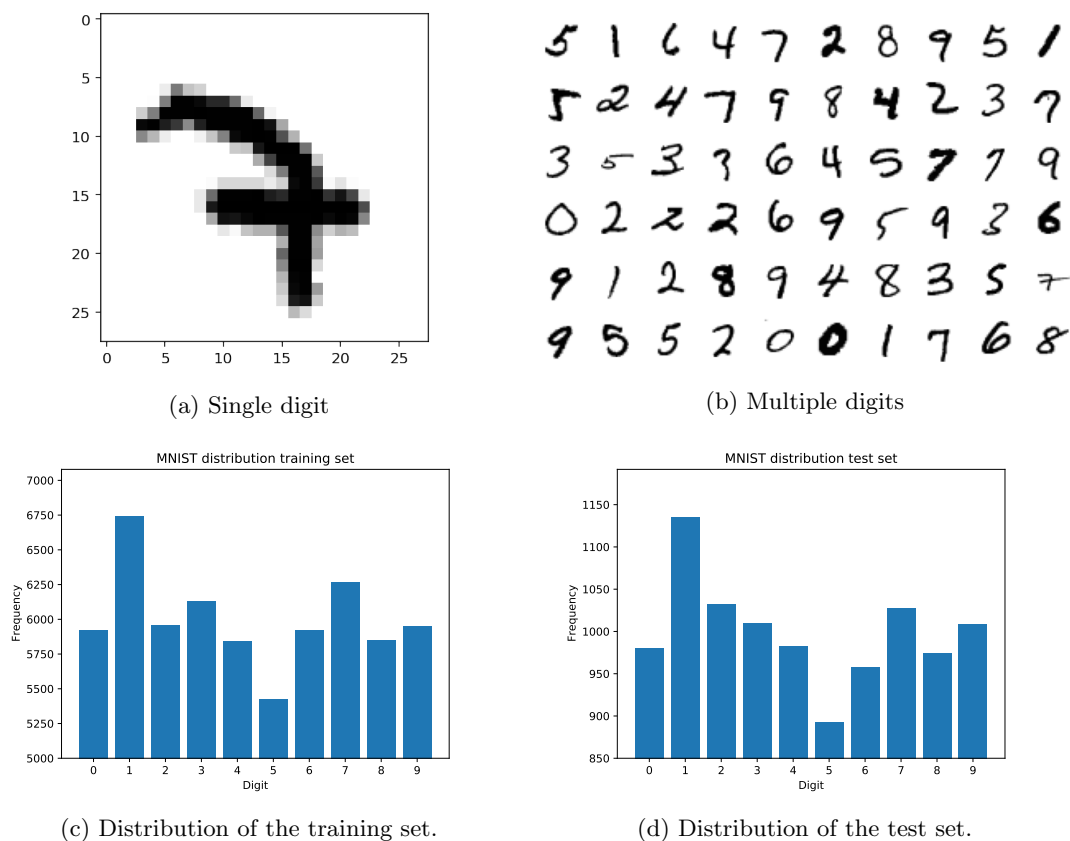 0
5
10
15
20
25
0 5 10 15 20 25
(a) Single digit
5 1 6 4 7 2 8 9 5 1
5 2 4 7 9 8 4 2 3 7
3 5 3 3 6 4 5 7 7 9
0 2 2 2 6 9 5 9 3 6
9 1 2 8 9 4 8 3 5 7
9 5 5 2 0 0 1 7 6 8
(b) Multiple digits
MNIST distribution training set
7000
6750
6500
6250
6000
5750
5500
5250
5000
Frequency
0 1 2 3 4 5 6 7 8 9
Digit
(c) Distribution of the training set.
MNIST distribution test set
1150
1100
1050
1000
950
900
850
Frequency
0 1 2 3 4 5 6 7 8 9
Digit
(d) Distribution of the test set.